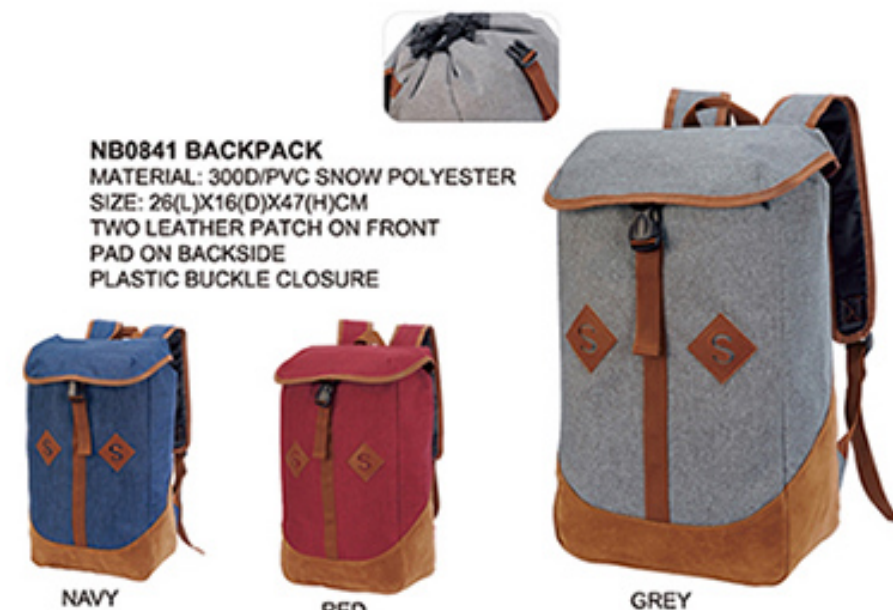 NB0841 BACKPACK
MATERIAL: 300D/PVC SNOW POLYESTER
SIZE: 26(L)X16(D)X47(H)CM
TWO LEATHER PATCH ON FRONT
PAD ON BACKSIDE
PLASTIC BUCKLE CLOSURE
S S
S S
S S
NAVY
RED
GREY